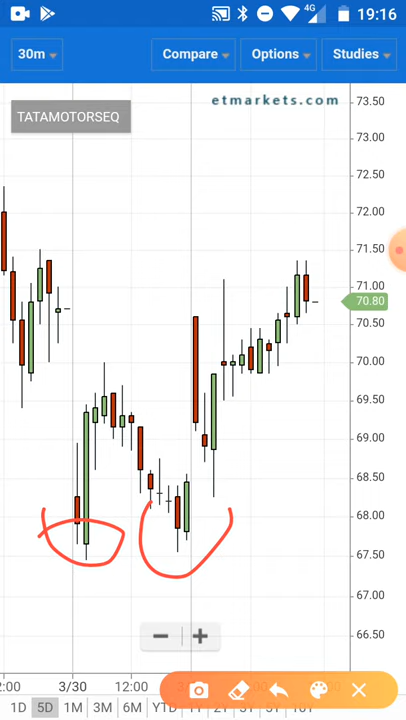 4G 19:16
30m Compare Options Studies
etmarkets.com
TATAMOTORSEQ
73.50
73.00
72.50
72.00
71.50
71.00
70.80
70.50
70.00
69.50
69.00
68.50
68.00
67.50
67.00
66.50
2:00 3/30 12:00
1D 5D 1M 3M 6M YTD